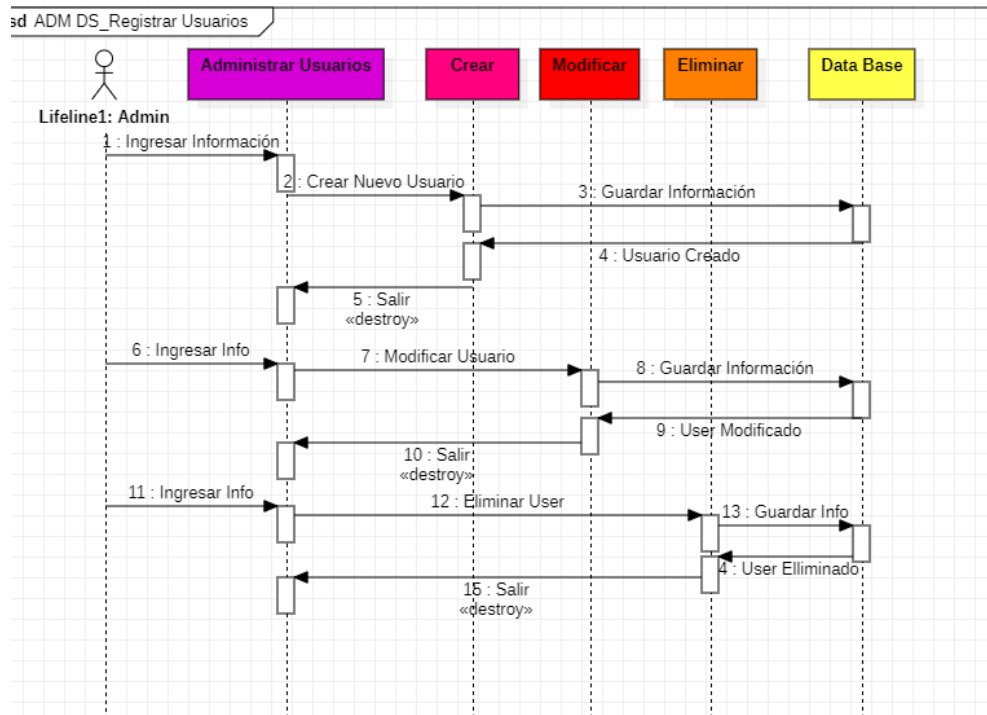 sd ADM DS_Registrar Usuarios
Administrar Usuarios
Crear
Modificar
Eliminar
Data Base
Lifeline1: Admin
1 : Ingresar Información
2 : Crear Nuevo Usuario
3 : Guardar Información
4 : Usuario Creado
5 : Salir
«destroy»
6 : Ingresar Info
7 : Modificar Usuario
8 : Guardar Información
9 : User Modificado
10 : Salir
«destroy»
11 : Ingresar Info
12 : Eliminar User
13 : Guardar Info
4 : User Elliminado
15 : Salir
«destroy»